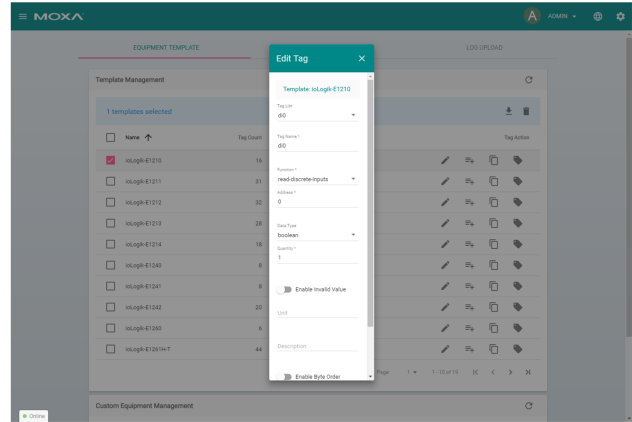 MOXA
A ADMIN
EQUIPMENT TEMPLATE
LOG UPLOAD
Template Management
1 templates selected
Name Tag Count Tag Action
ioLogik-E1210 16
ioLogik-E1211 31
ioLogik-E1212 32
ioLogik-E1213 28
ioLogik-E1214 18
ioLogik-E1240 8
ioLogik-E1241 8
ioLogik-E1242 20
ioLogik-E1260 6
ioLogik-E1261H-T 44
Page: 1 1 - 10 of 19
Custom Equipment Management
Online
Edit Tag
Template: ioLogik-E1210
Tag List
di0
Tag Name *
di0
Function *
read-discrete-inputs
Address *
0
Data Type
boolean
Quantity *
1
Enable Invalid Value
Unit
Description
Enable Byte Order